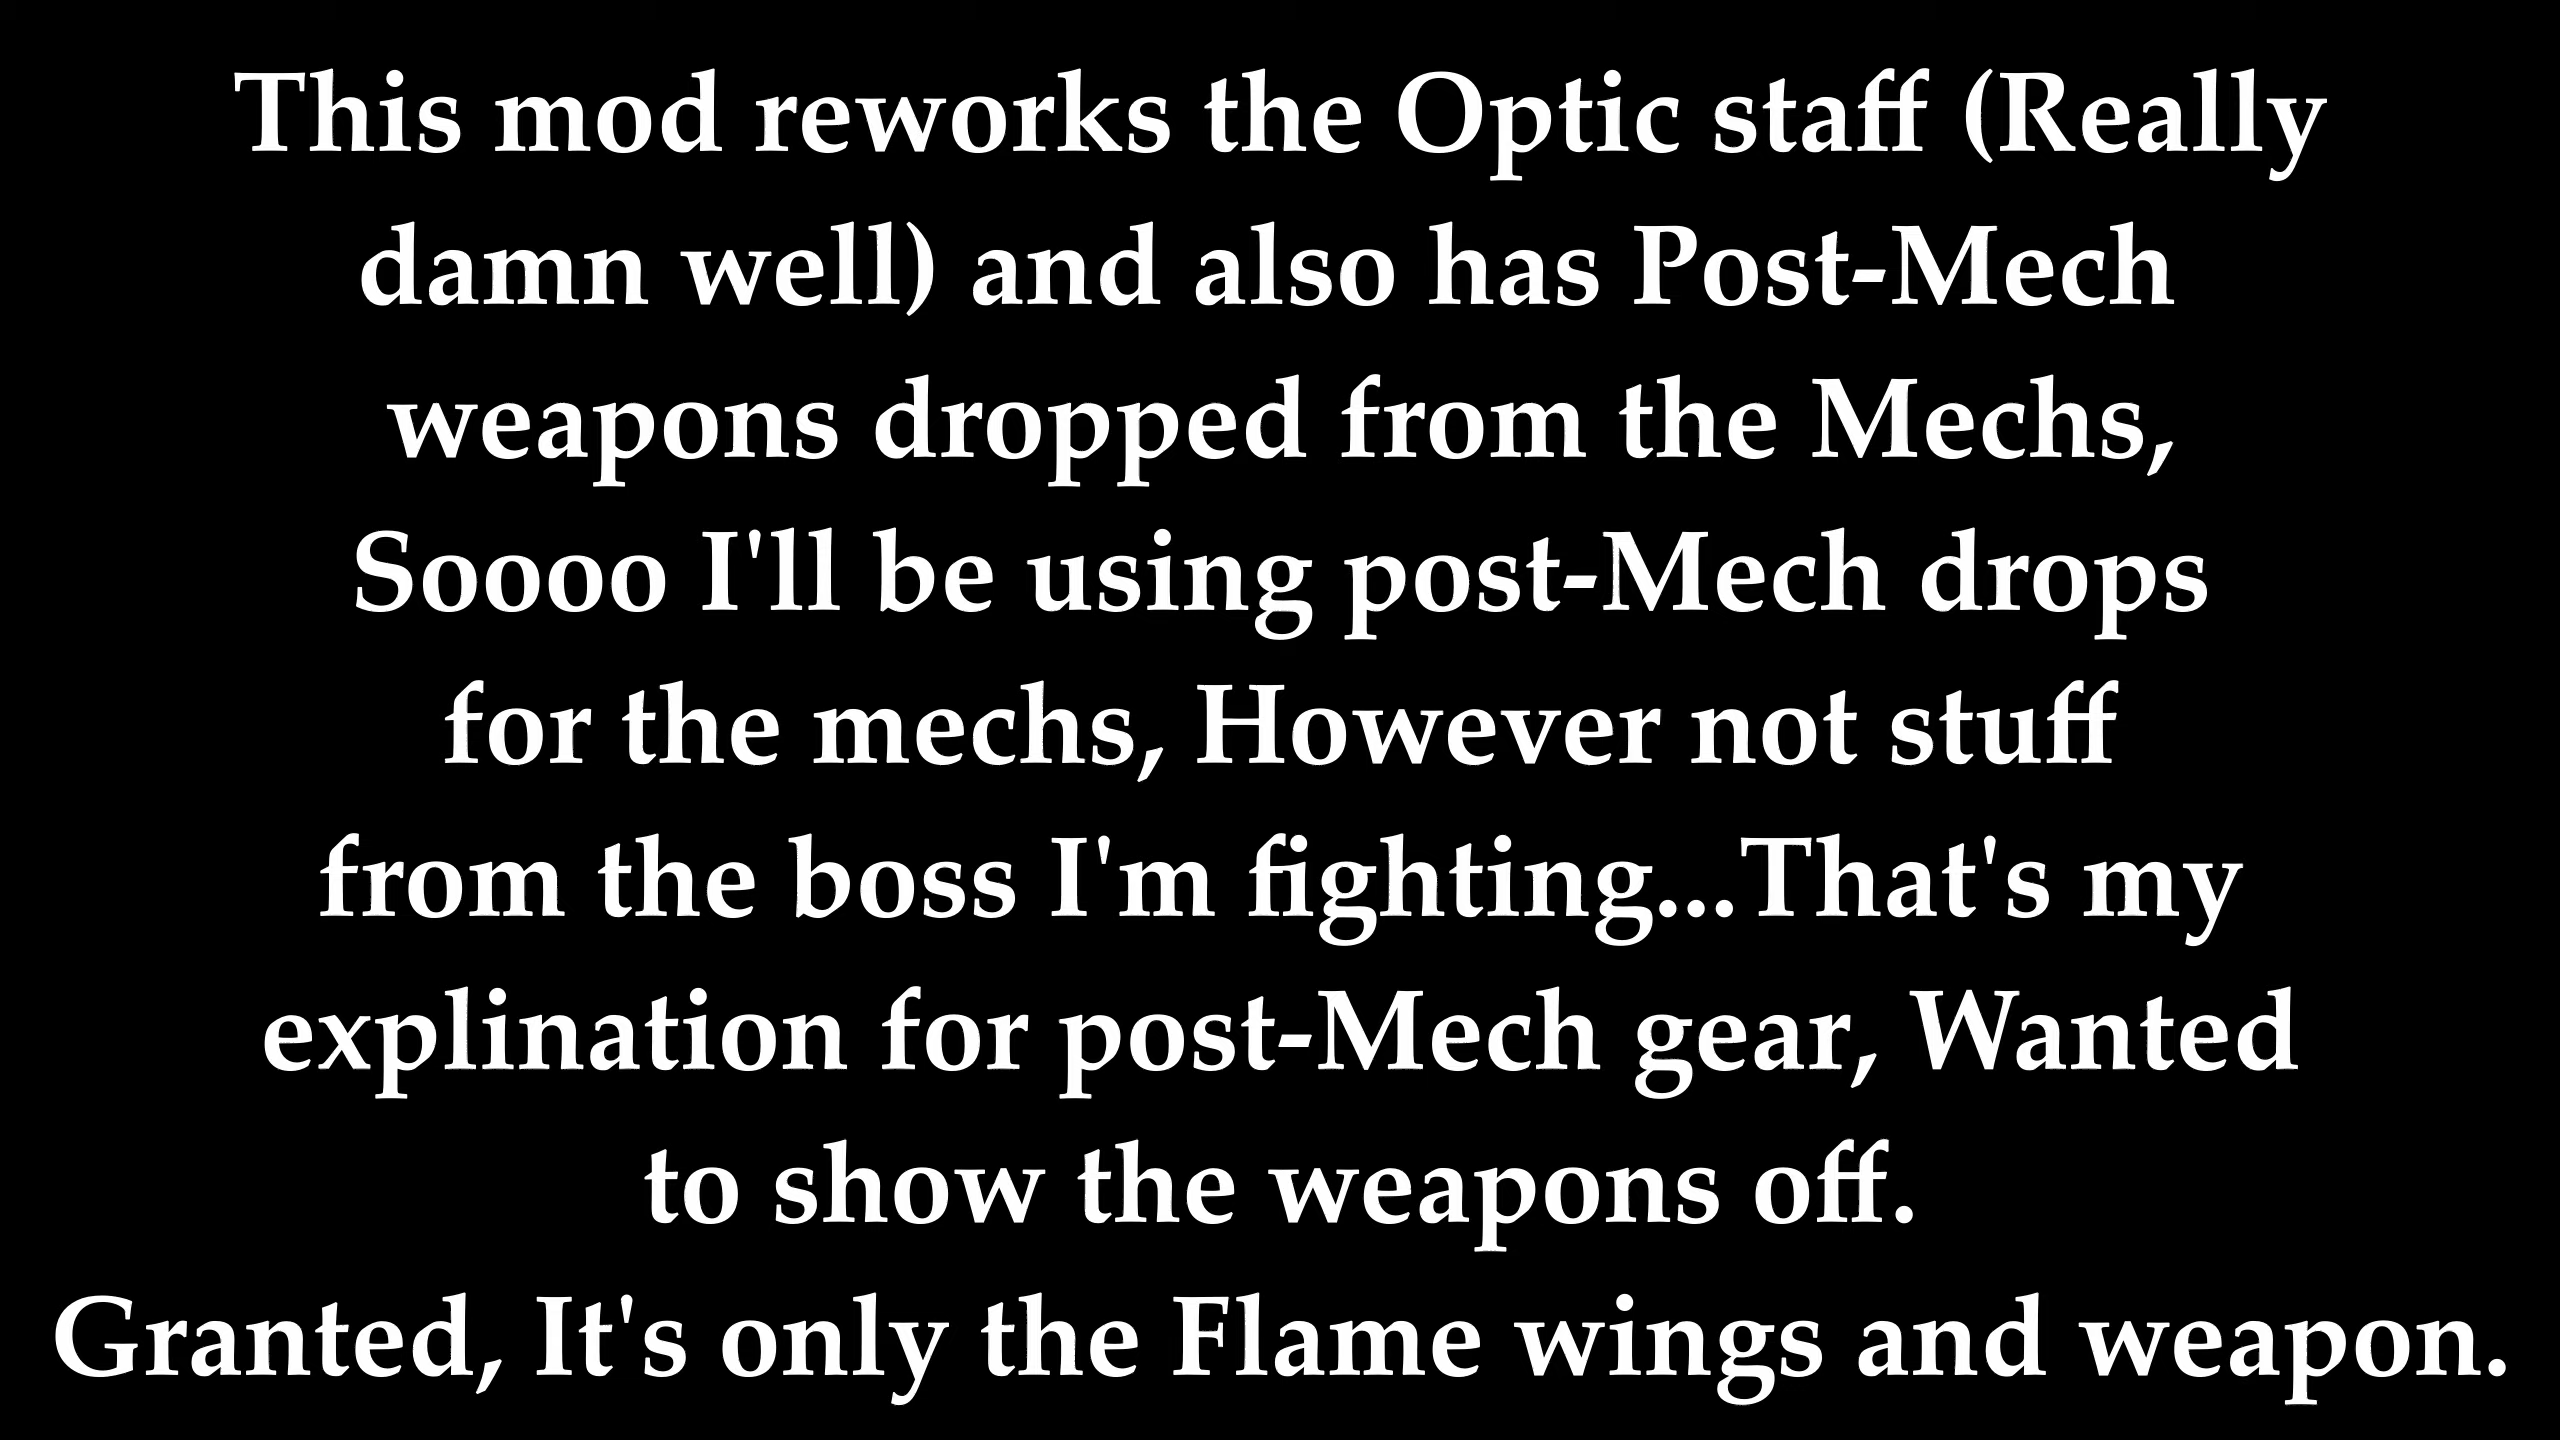 This mod reworks the Optic staff (Really
damn well) and also has Post-Mech
weapons dropped from the Mechs,
Soooo I'll be using post-Mech drops
for the mechs, However not stuff
from the boss I'm fighting...That's my
explination for post-Mech gear, Wanted
to show the weapons off.
Granted, It's only the Flame wings and weapon.